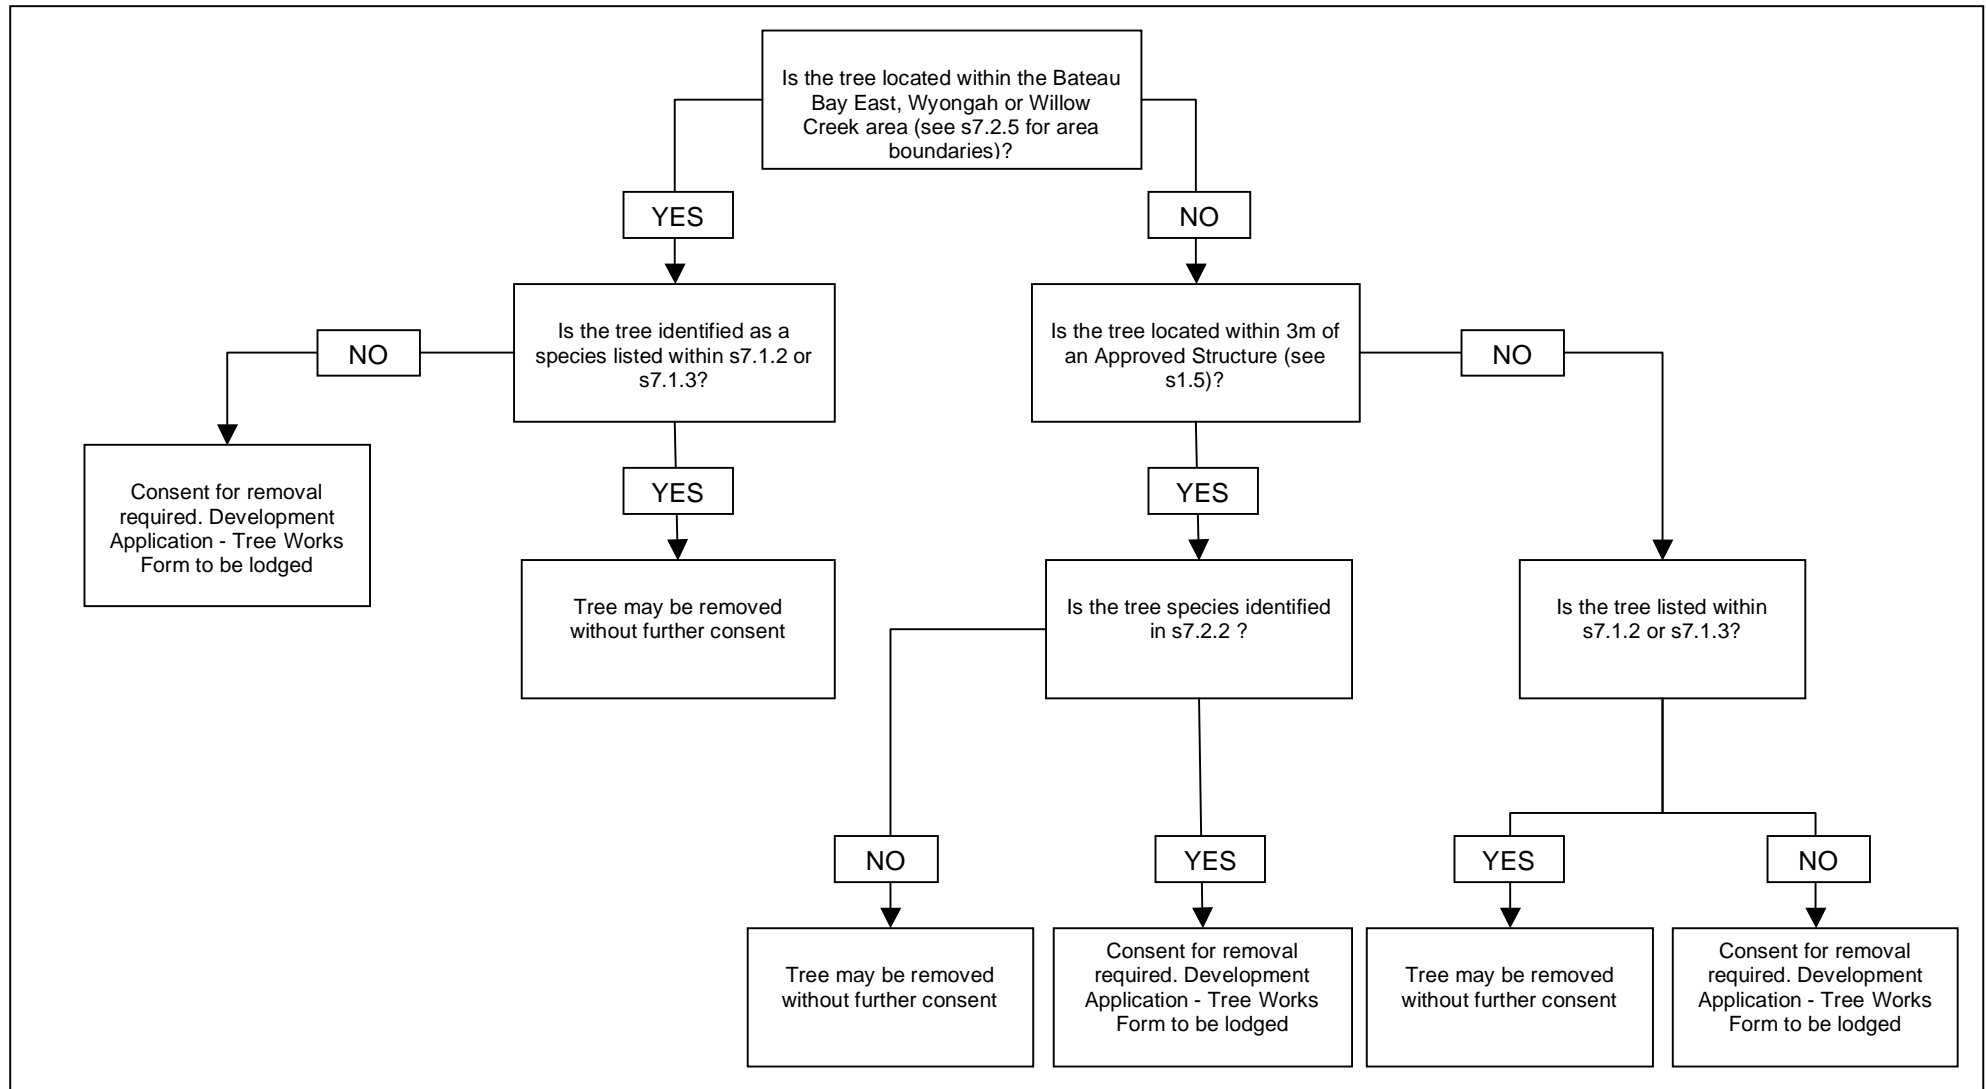 Is the tree located within the Bateau
Bay East, Wyongah or Willow
Creek area (see s7.2.5 for area
boundaries)?
YES
NO
Is the tree identified as a
species listed within s7.1.2 or
s7.1.3?
Is the tree located within 3m of
an Approved Structure (see
s1.5)?
NO
NO
Consent for removal
required. Development
Application - Tree Works
Form to be lodged
YES
YES
Tree may be removed
without further consent
Is the tree species identified
in s7.2.2 ?
Is the tree listed within
s7.1.2 or s7.1.3?
NO
YES
YES
NO
Tree may be removed
without further consent
Consent for removal
required. Development
Application - Tree Works
Form to be lodged
Tree may be removed
without further consent
Consent for removal
required. Development
Application - Tree Works
Form to be lodged